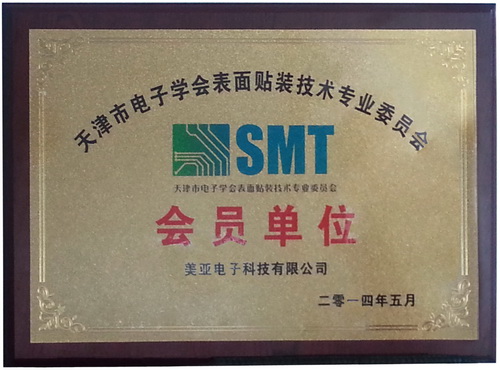 天津市电子学会表面贴装技术专业委员会
SMT
天津市电子学会表面贴装技术专业委员会
会员单位
美亚电子科技有限公司
二零一四年五月